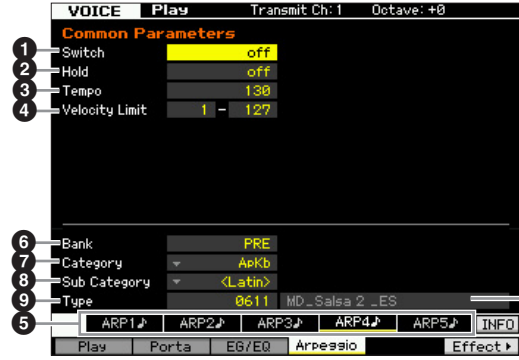 VOICE Play Transmit Ch: 1 Octave: +0
Common Parameters
1 Switch off
2 Hold off
3 Tempo 130
4 Velocity Limit 1 - 127
6 Bank PRE
7 Category ApKb
8 Sub Category <Latin>
9 Type 0611 MD_Salsa 2 _ES
5 ARP1♪ ARP2♪ ARP3♪ ARP4♪ ARP5♪ INFO
Play Porta EG/EQ Arpeggio Effect